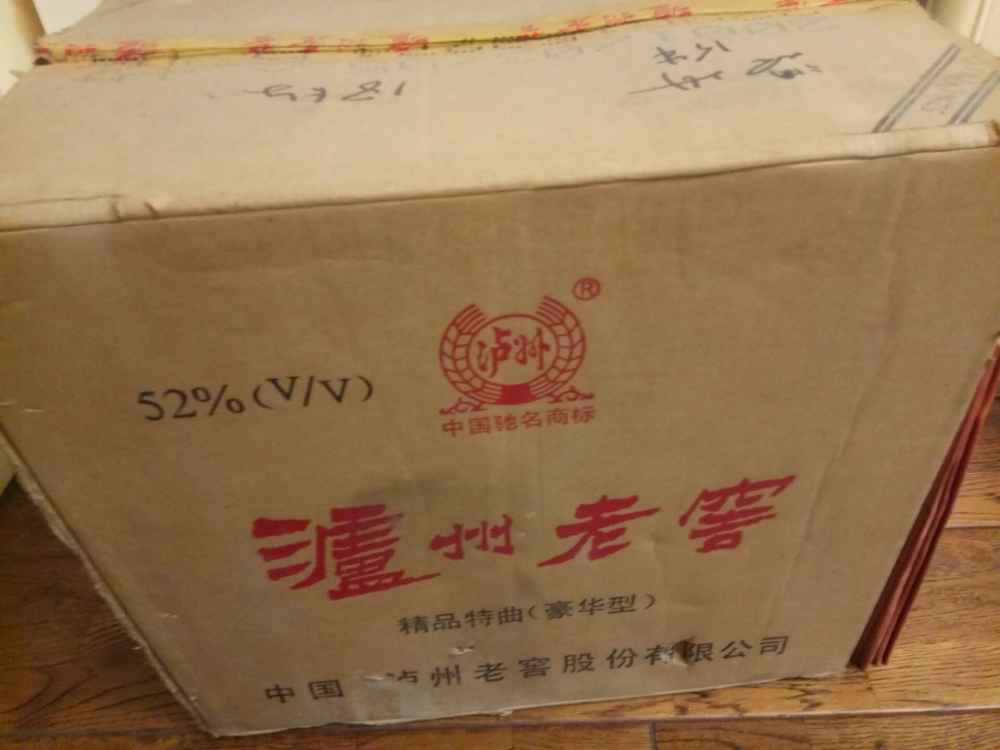 18kg
®
泸州
中国驰名商标
52%(V/V)
瀘州老窖
精品特曲(豪华型)
中国泸州老窖股份有限公司